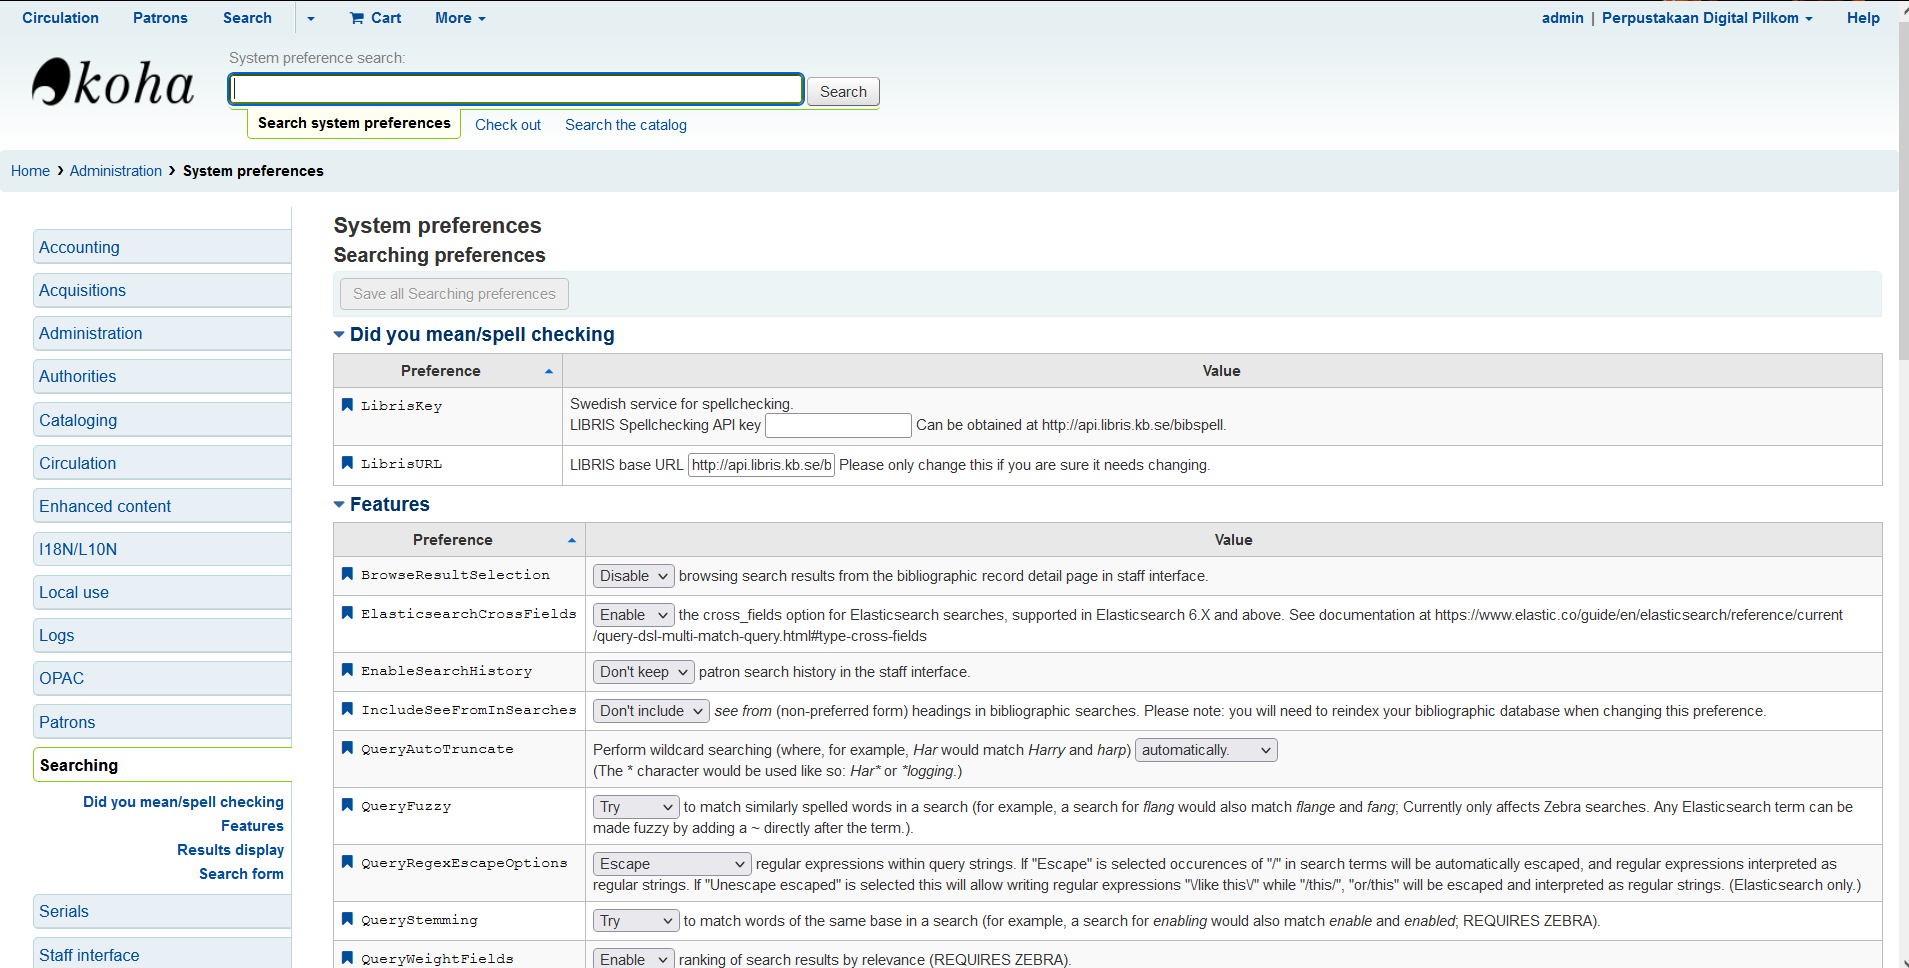 Circulation
Patrons
Search
Cart
More
admin | Perpustakaan Digital Pilkom
Help
koha
System preference search:
Search
Search system preferences
Check out
Search the catalog
Home › Administration › System preferences
Accounting
Acquisitions
Administration
Authorities
Cataloging
Circulation
Enhanced content
I18N/L10N
Local use
Logs
OPAC
Patrons
Searching
Did you mean/spell checking
Features
Results display
Search form
Serials
Staff interface
System preferences
Searching preferences
Save all Searching preferences
Did you mean/spell checking
Preference Value
LibrisKey
Swedish service for spellchecking.
LIBRIS Spellchecking API key Can be obtained at http://api.libris.kb.se/bibspell.
LibrisURL
LIBRIS base URL http://api.libris.kb.se/b Please only change this if you are sure it needs changing.
Features
Preference Value
BrowseResultSelection
Disable browsing search results from the bibliographic record detail page in staff interface.
ElasticsearchCrossFields
Enable the cross_fields option for Elasticsearch searches, supported in Elasticsearch 6.X and above. See documentation at https://www.elastic.co/guide/en/elasticsearch/reference/current
/query-dsl-multi-match-query.html#type-cross-fields
EnableSearchHistory
Don't keep patron search history in the staff interface.
IncludeSeeFromInSearches
Don't include see from (non-preferred form) headings in bibliographic searches. Please note: you will need to reindex your bibliographic database when changing this preference.
QueryAutoTruncate
Perform wildcard searching (where, for example, Har would match Harry and harp) automatically.
(The * character would be used like so: Har* or *logging.)
QueryFuzzy
Try to match similarly spelled words in a search (for example, a search for flang would also match flange and fang; Currently only affects Zebra searches. Any Elasticsearch term can be
made fuzzy by adding a ~ directly after the term.).
QueryRegexEscapeOptions
Escape regular expressions within query strings. If "Escape" is selected occurences of "/" in search terms will be automatically escaped, and regular expressions interpreted as
regular strings. If "Unescape escaped" is selected this will allow writing regular expressions "\/like this\/" while "/this/", "or/this" will be escaped and interpreted as regular strings. (Elasticsearch only.)
QueryStemming
Try to match words of the same base in a search (for example, a search for enabling would also match enable and enabled; REQUIRES ZEBRA).
QueryWeightFields
Enable ranking of search results by relevance (REQUIRES ZEBRA).